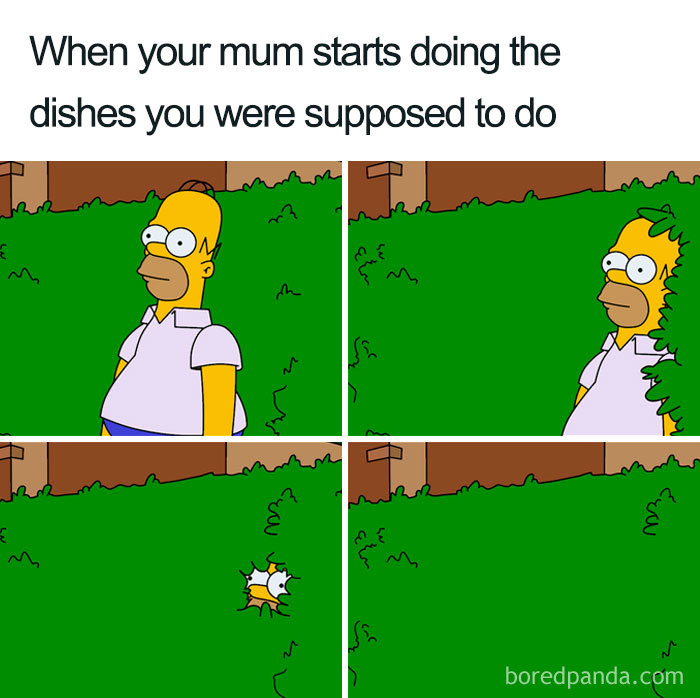 When your mum starts doing the
dishes you were supposed to do
boredpanda.com